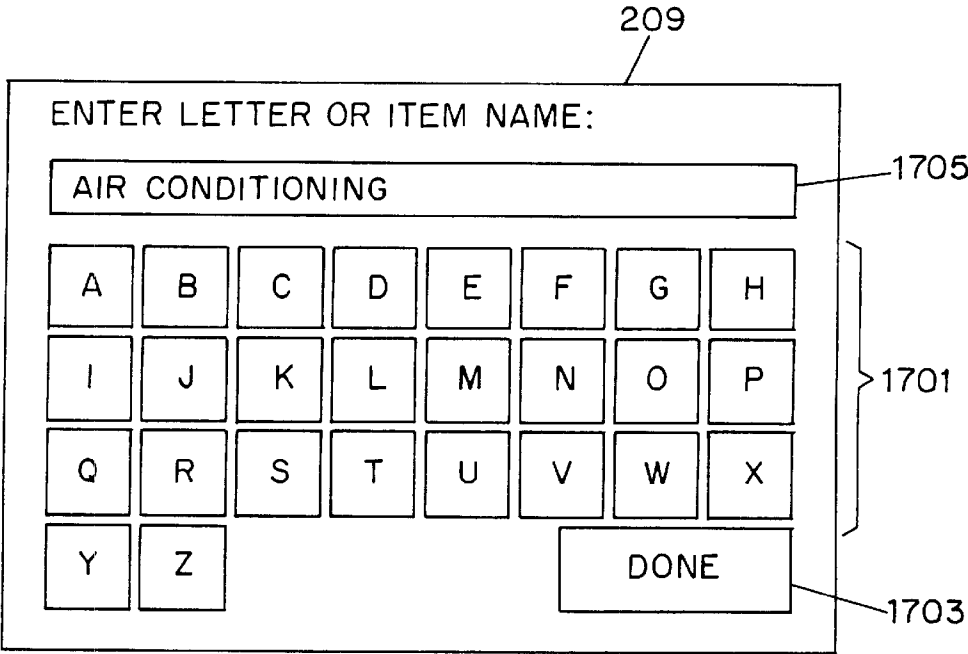 209
ENTER LETTER OR ITEM NAME:
AIR CONDITIONING
1705
A B C D E F G H
I J K L M N O P
1701
Q R S T U V W X
Y Z DONE
1703